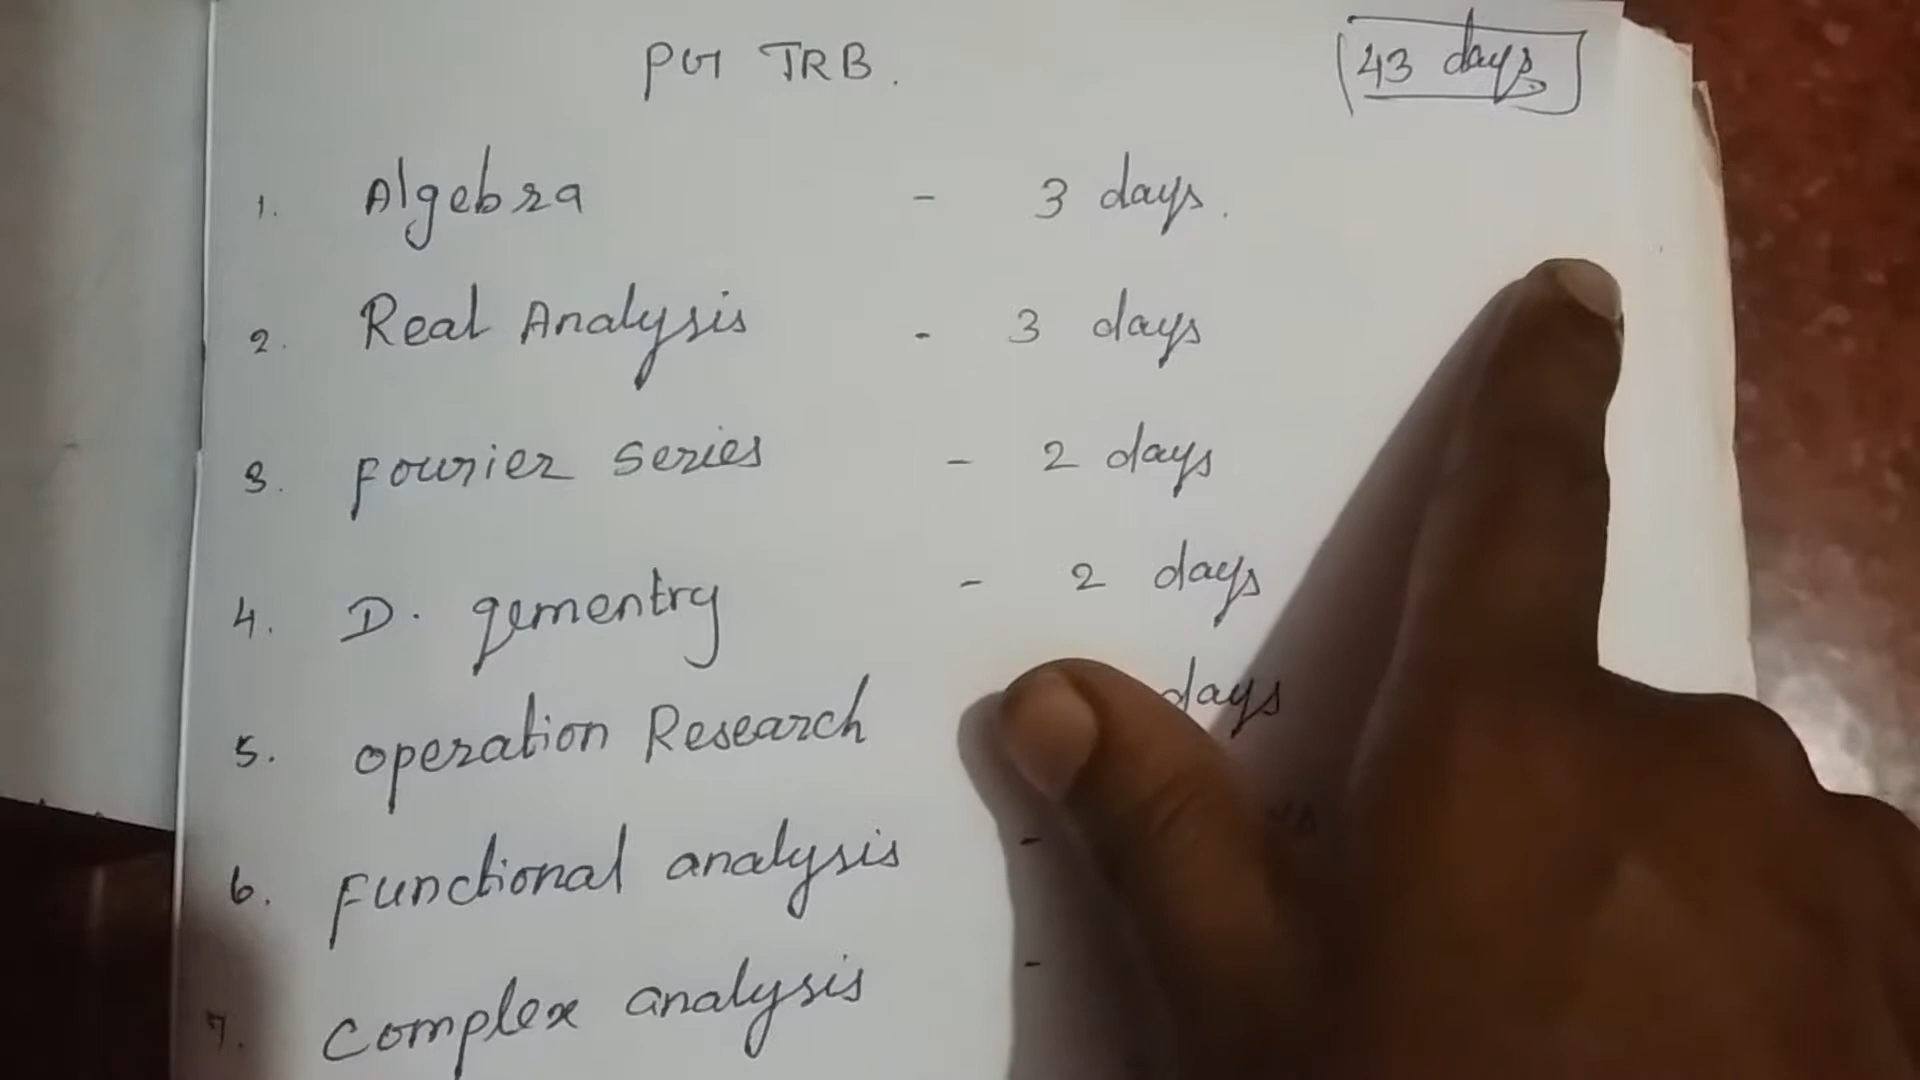 PG TRB.
43 days
1. Algebra - 3 days.
2. Real Analysis - 3 days
3. Fourier series - 2 days
4. D. gementry - 2 days
5. operation Research days
6. Functional analysis -
7. complex analysis -